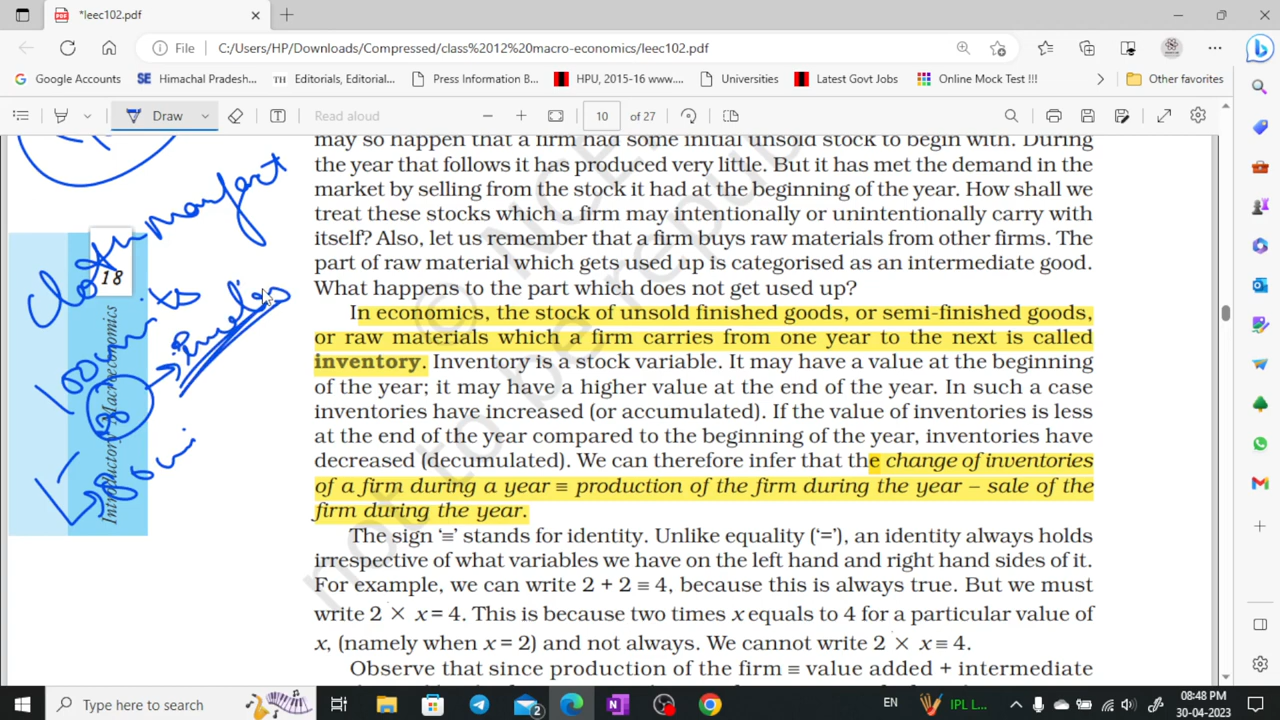 *leec102.pdf
File
C:/Users/HP/Downloads/Compressed/class%2012%20macro-economics/leec102.pdf
Google Accounts
SE Himachal Pradesh...
TH Editorials, Editorial...
Press Information B...
HPU, 2015-16 www....
Universities
Latest Govt Jobs
Online Mock Test !!!
Other favorites
Draw
Read aloud
10 of 27
may so happen that a firm had some initial unsold stock to begin with. During
the year that follows it has produced very little. But it has met the demand in the
market by selling from the stock it had at the beginning of the year. How shall we
treat these stocks which a firm may intentionally or unintentionally carry with
itself? Also, let us remember that a firm buys raw materials from other firms. The
part of raw material which gets used up is categorised as an intermediate good.
What happens to the part which does not get used up?
In economics, the stock of unsold finished goods, or semi-finished goods,
or raw materials which a firm carries from one year to the next is called
inventory. Inventory is a stock variable. It may have a value at the beginning
of the year; it may have a higher value at the end of the year. In such a case
inventories have increased (or accumulated). If the value of inventories is less
at the end of the year compared to the beginning of the year, inventories have
decreased (decumulated). We can therefore infer that the change of inventories
of a firm during a year ≡ production of the firm during the year – sale of the
firm during the year.
The sign ‘≡’ stands for identity. Unlike equality (‘=’), an identity always holds
irrespective of what variables we have on the left hand and right hand sides of it.
For example, we can write 2 + 2 ≡ 4, because this is always true. But we must
write 2 × x = 4. This is because two times x equals to 4 for a particular value of
x, (namely when x = 2) and not always. We cannot write 2 × x ≡ 4.
Observe that since production of the firm ≡ value added + intermediate
18
Introductory Macroeconomics
© NCERT
not to be
100 units
Type here to search
2
EN
IPL L...
08:48 PM
30-04-2023